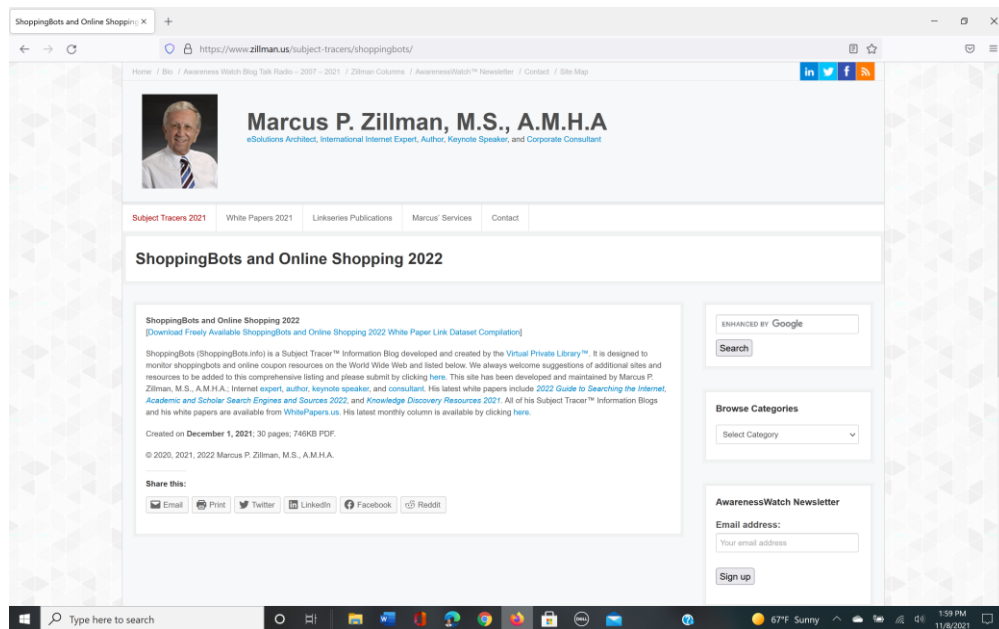 ShoppingBots and Online Shopping
https://www.zillman.us/subject-tracers/shoppingbots/
Home / Bio / Awareness Watch Blog Talk Radio – 2007 – 2021 / Zillman Columns / AwarenessWatch™ Newsletter / Contact / Site Map
Marcus P. Zillman, M.S., A.M.H.A
eSolutions Architect, International Internet Expert, Author, Keynote Speaker, and Corporate Consultant
Subject Tracers 2021 White Papers 2021 Linkseries Publications Marcus' Services Contact
ShoppingBots and Online Shopping 2022
ShoppingBots and Online Shopping 2022
[Download Freely Available ShoppingBots and Online Shopping 2022 White Paper Link Dataset Compilation]
ShoppingBots (ShoppingBots.info) is a Subject Tracer™ Information Blog developed and created by the Virtual Private Library™. It is designed to
monitor shoppingbots and online coupon resources on the World Wide Web and listed below. We always welcome suggestions of additional sites and
resources to be added to this comprehensive listing and please submit by clicking here. This site has been developed and maintained by Marcus P.
Zillman, M.S., A.M.H.A.; Internet expert, author, keynote speaker, and consultant. His latest white papers include 2022 Guide to Searching the Internet,
Academic and Scholar Search Engines and Sources 2022, and Knowledge Discovery Resources 2021. All of his Subject Tracer™ Information Blogs
and his white papers are available from WhitePapers.us. His latest monthly column is available by clicking here.
Created on December 1, 2021; 30 pages; 746KB PDF.
© 2020, 2021, 2022 Marcus P. Zillman, M.S., A.M.H.A.
Share this:
Email Print Twitter LinkedIn Facebook Reddit
ENHANCED BY Google
Search
Browse Categories
Select Category
AwarenessWatch Newsletter
Email address:
Your email address
Sign up
Type here to search
67°F Sunny
1:59 PM
11/8/2021